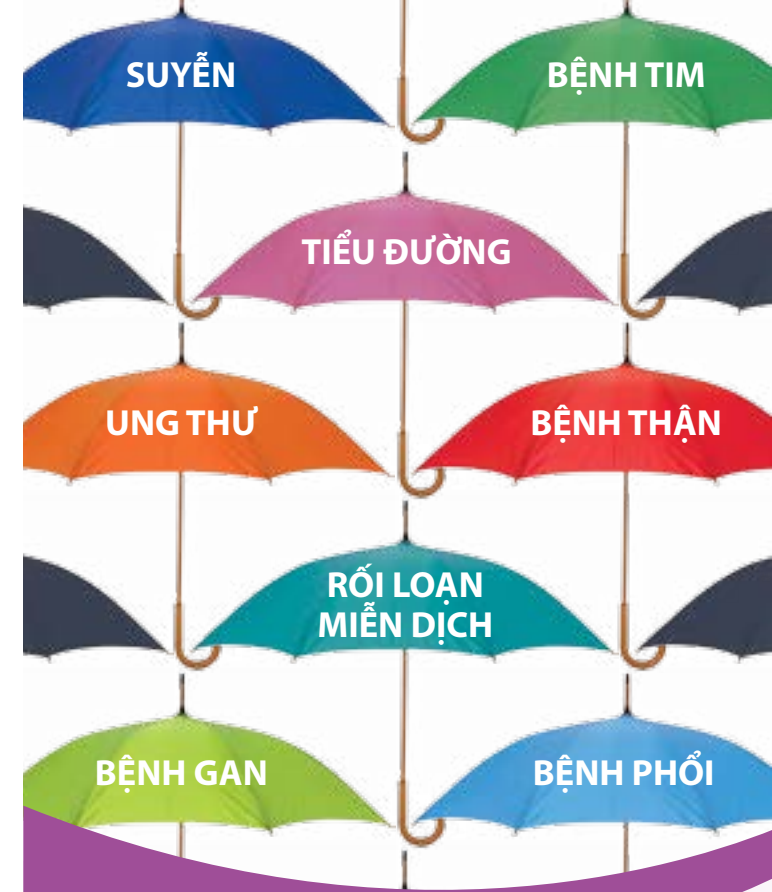 SUYỄN
BỆNH TIM
TIỂU ĐƯỜNG
UNG THƯ
BỆNH THẬN
RỐI LOẠN
MIỄN DỊCH
BỆNH GAN
BỆNH PHỔI